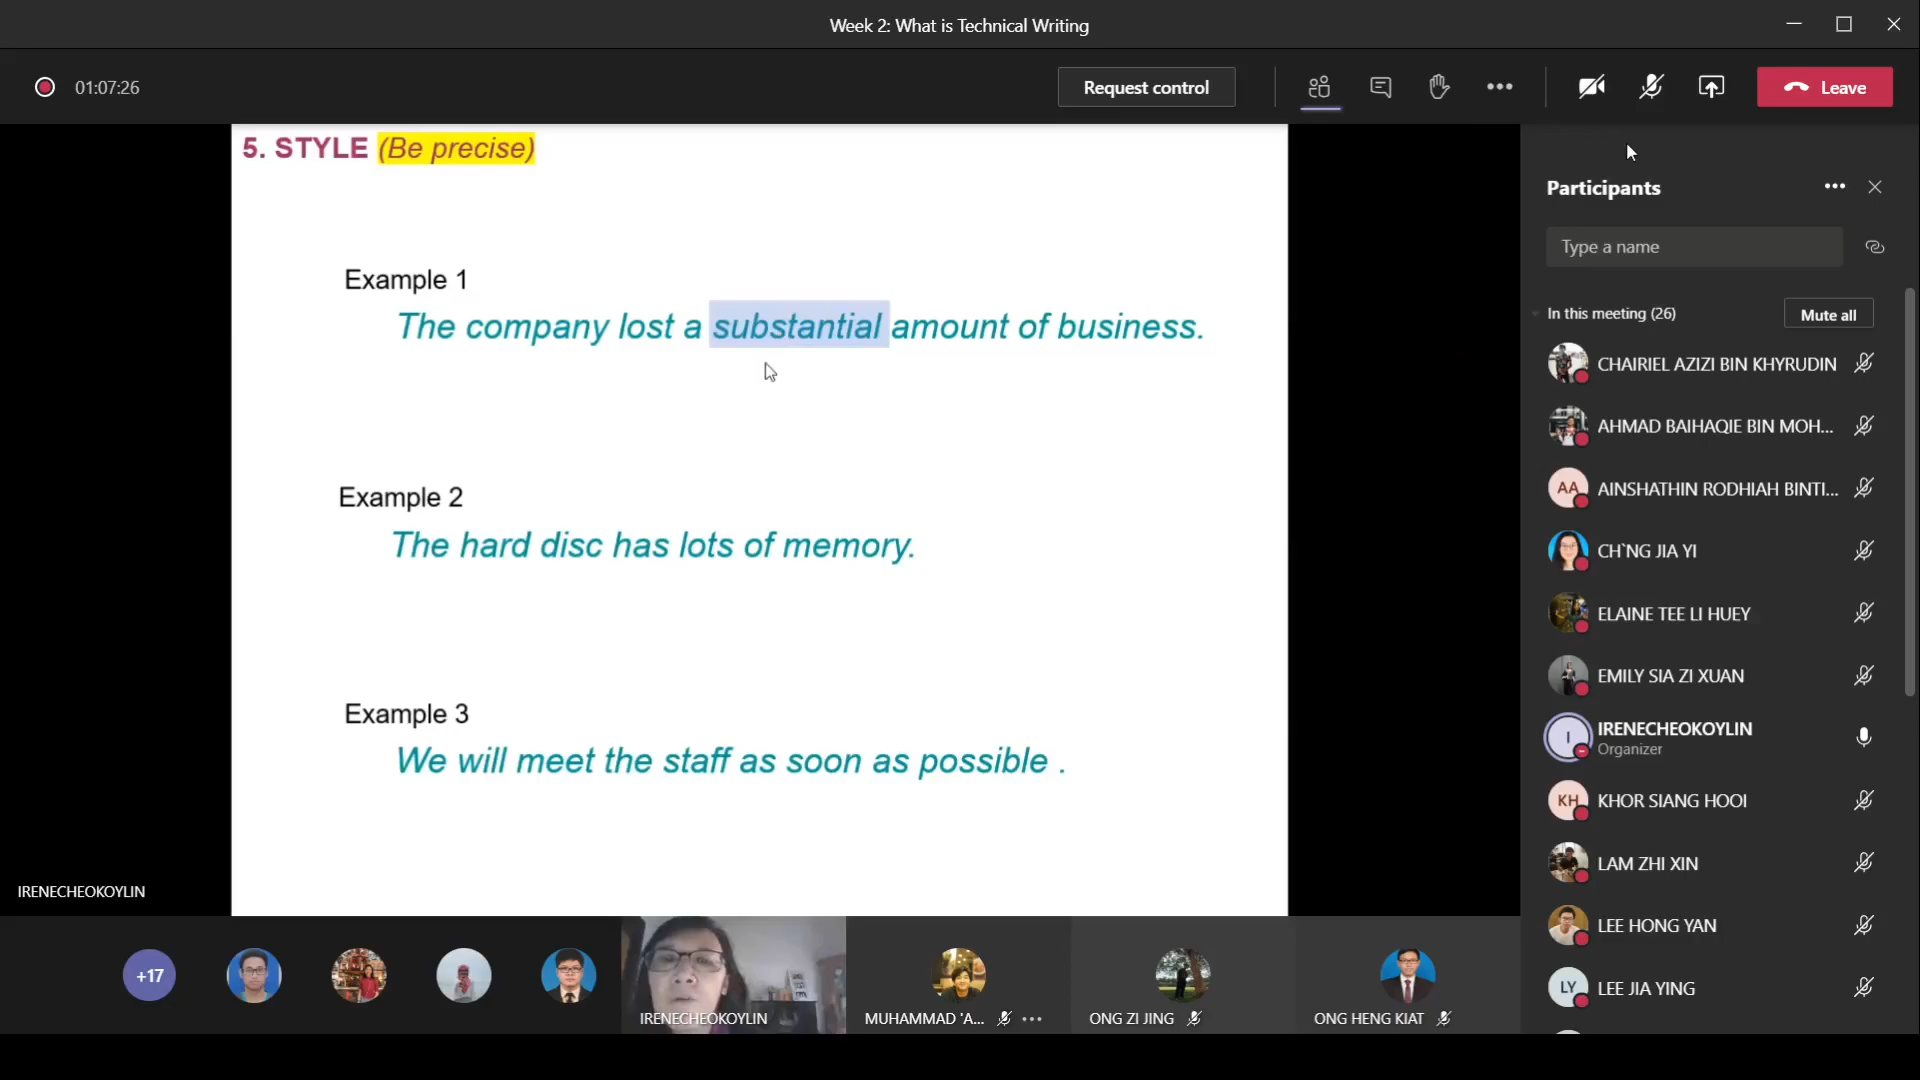 Week 2: What is Technical Writing
01:07:26
Request control
Leave
5. STYLE (Be precise)
Example 1
The company lost a substantial amount of business.
Example 2
The hard disc has lots of memory.
Example 3
We will meet the staff as soon as possible .
IRENECHEOKOYLIN
Participants
Type a name
In this meeting (26)
Mute all
CHAIRIEL AZIZI BIN KHYRUDIN
AHMAD BAIHAQIE BIN MOH...
AA
AINSHATHIN RODHIAH BINTI...
CH`NG JIA YI
ELAINE TEE LI HUEY
EMILY SIA ZI XUAN
I
IRENECHEOKOYLIN
Organizer
KH
KHOR SIANG HOOI
LAM ZHI XIN
LEE HONG YAN
LY
LEE JIA YING
+17
IRENECHEOKOYLIN
MUHAMMAD 'A...
ONG ZI JING
ONG HENG KIAT